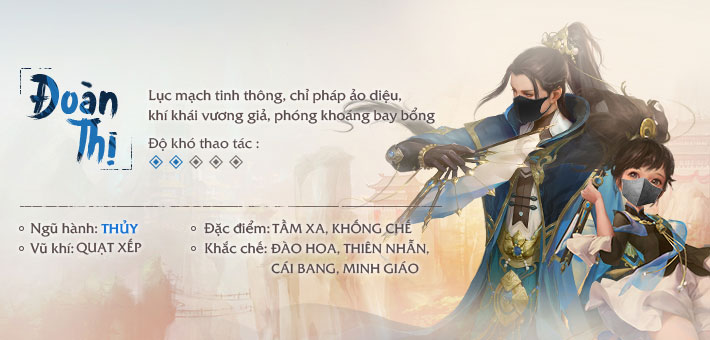 Đoàn
Thị
Lục mạch tinh thông, chỉ pháp ảo diệu,
khí khái vương giả, phóng khoáng bay bổng
Độ khó thao tác :
Ngũ hành: THỦY
Vũ khí: QUẠT XẾP
Đặc điểm: TẦM XA, KHỐNG CHẾ
Khắc chế: ĐÀO HOA, THIÊN NHẪN,
CÁI BANG, MINH GIÁO